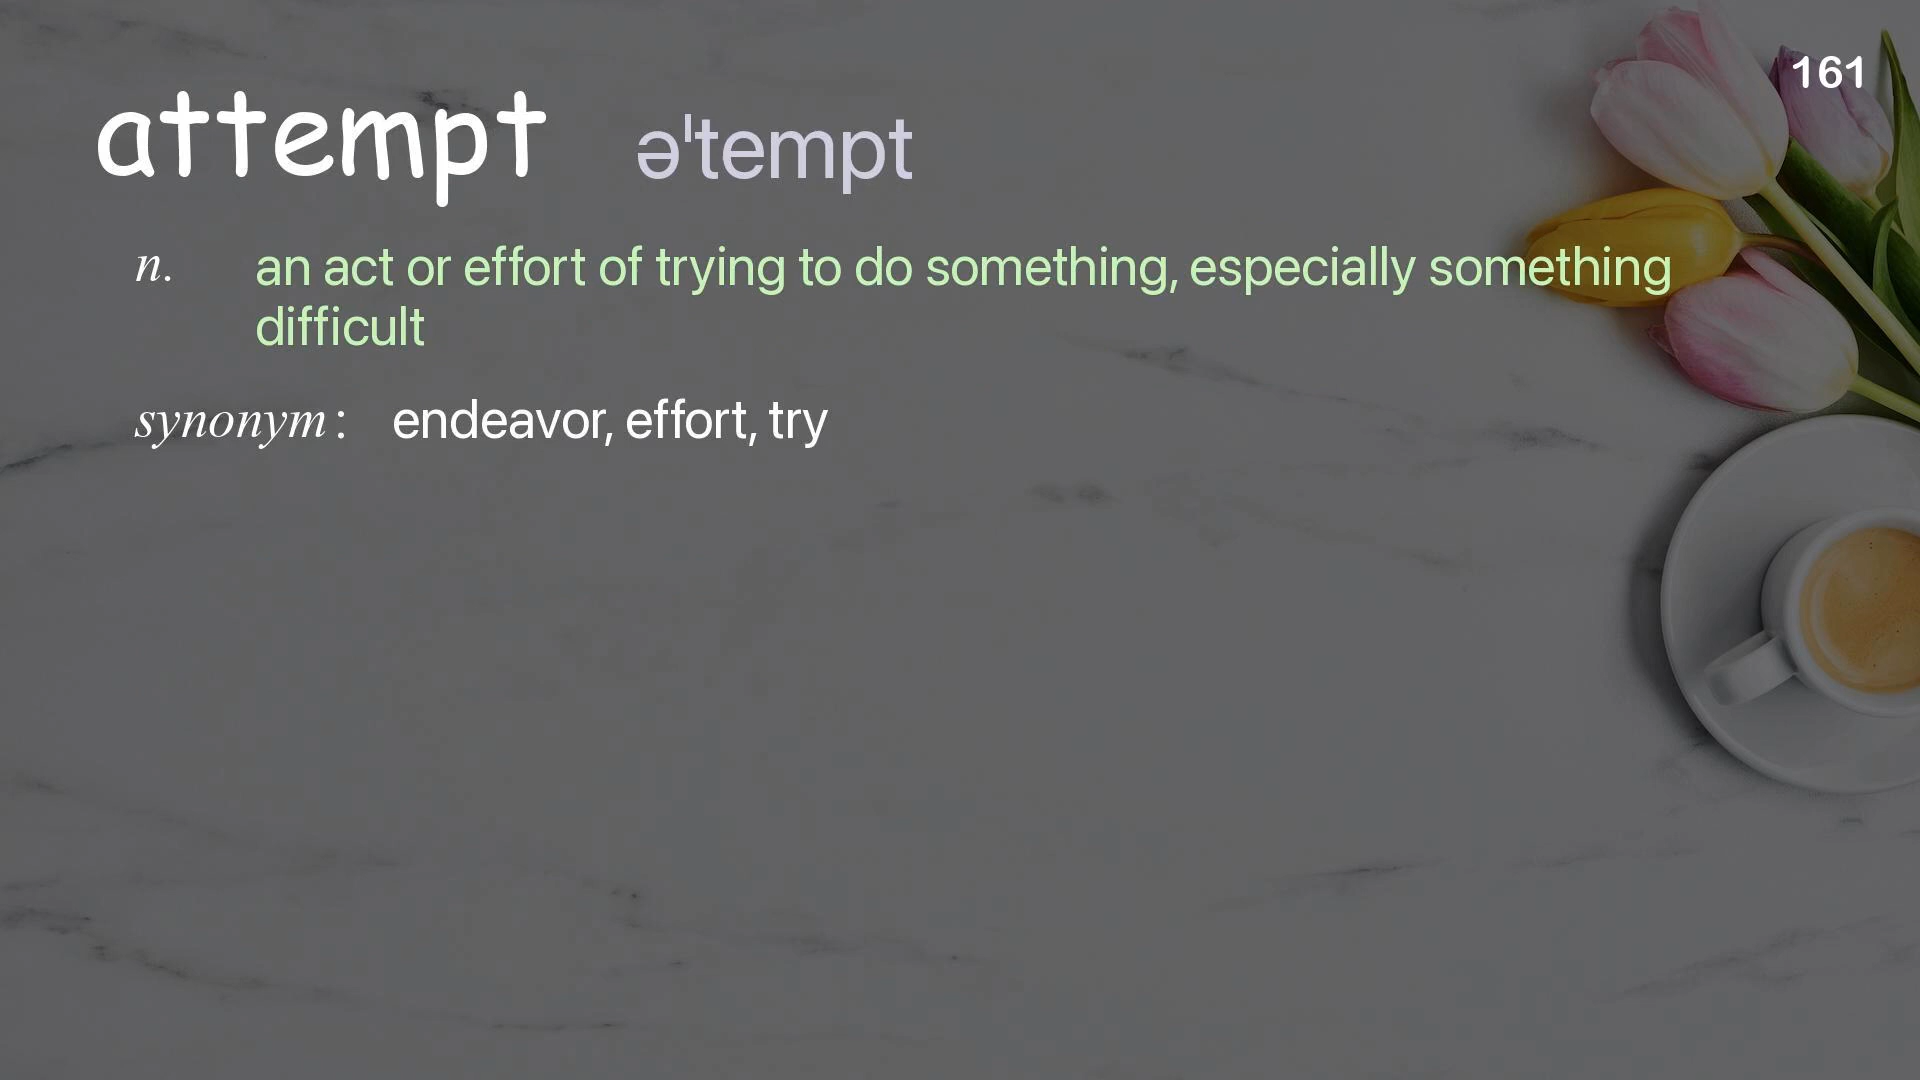 161
attempt əˈtempt
n. an act or effort of trying to do something, especially something
difficult
synonym: endeavor, effort, try